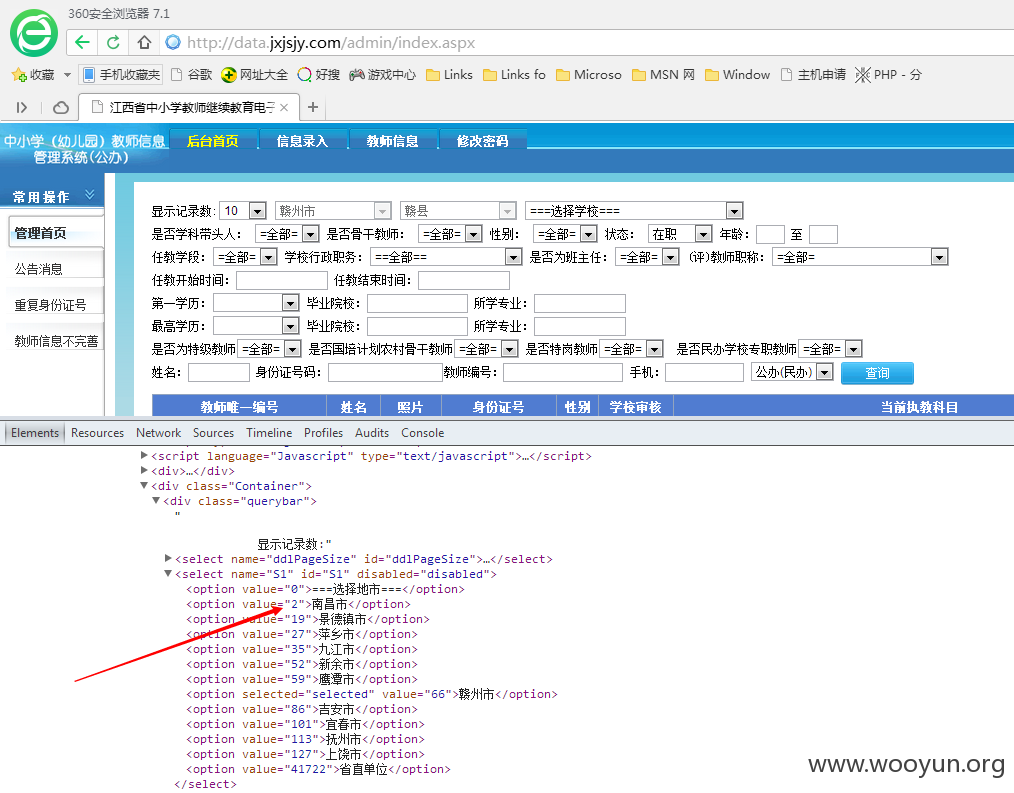 360安全浏览器 7.1
http://data.jxjsjy.com/admin/index.aspx
收藏 手机收藏夹 谷歌 网址大全 好搜 游戏中心 Links Links fo Microso MSN 网 Window 主机申请 PHP - 分
江西省中小学教师继续教育电子
中小学（幼儿园）教师信息
管理系统(公办)
后台首页 信息录入 教师信息 修改密码
常用操作
管理首页
公告消息
重复身份证号
教师信息不完善
显示记录数: 10 赣州市 赣县 ===选择学校===
是否学科带头人: =全部= 是否骨干教师: =全部= 性别: =全部= 状态: 在职 年龄: 至
任教学段: =全部= 学校行政职务: ==全部== 是否为班主任: =全部= (评)教师职称: =全部=
任教开始时间: 任教结束时间:
第一学历: 毕业院校: 所学专业:
最高学历: 毕业院校: 所学专业:
是否为特级教师 =全部= 是否国培计划农村骨干教师 =全部= 是否特岗教师 =全部= 是否民办学校专职教师 =全部=
姓名: 身份证号码: 教师编号: 手机: 公办(民办) 查询
教师唯一编号 姓名 照片 身份证号 性别 学校审核 当前执教科目
Elements Resources Network Sources Timeline Profiles Audits Console
<script language="Javascript" type="text/javascript">…</script>
<div>…</div>
<div class="Container">
<div class="querybar">
"
显示记录数:"
<select name="ddlPageSize" id="ddlPageSize">…</select>
<select name="S1" id="S1" disabled="disabled">
<option value="0">===选择地市===</option>
<option value="2">南昌市</option>
<option value="19">景德镇市</option>
<option value="27">萍乡市</option>
<option value="35">九江市</option>
<option value="52">新余市</option>
<option value="59">鹰潭市</option>
<option selected="selected" value="66">赣州市</option>
<option value="86">吉安市</option>
<option value="101">宜春市</option>
<option value="113">抚州市</option>
<option value="127">上饶市</option>
<option value="41722">省直单位</option>
</select>
www.wooyun.org